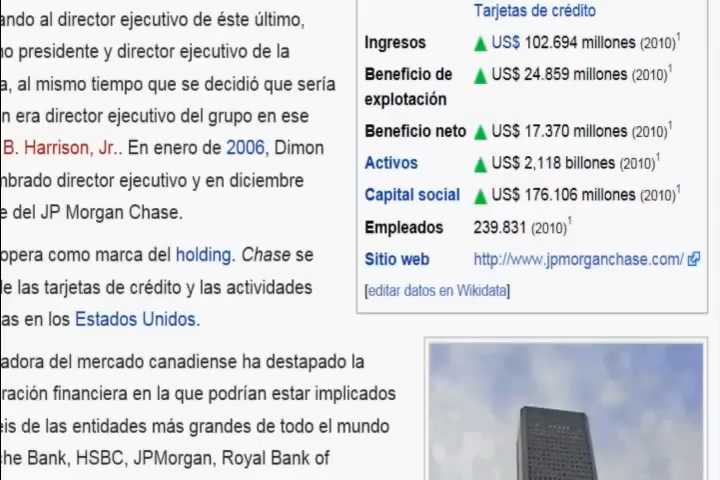 ando al director ejecutivo de éste último,
no presidente y director ejecutivo de la
a, al mismo tiempo que se decidió que sería
n era director ejecutivo del grupo en ese
B. Harrison, Jr.. En enero de 2006, Dimon
mbrado director ejecutivo y en diciembre
e del JP Morgan Chase.
opera como marca del holding. Chase se
de las tarjetas de crédito y las actividades
as en los Estados Unidos.
adora del mercado canadiense ha destapado la
ración financiera en la que podrían estar implicados
eis de las entidades más grandes de todo el mundo
che Bank, HSBC, JPMorgan, Royal Bank of
Tarjetas de crédito
Ingresos ▲ US$ 102.694 millones (2010)¹
Beneficio de ▲ US$ 24.859 millones (2010)¹
explotación
Beneficio neto ▲ US$ 17.370 millones (2010)¹
Activos ▲ US$ 2,118 billones (2010)¹
Capital social ▲ US$ 176.106 millones (2010)¹
Empleados 239.831 (2010)¹
Sitio web http://www.jpmorganchase.com/
[editar datos en Wikidata]